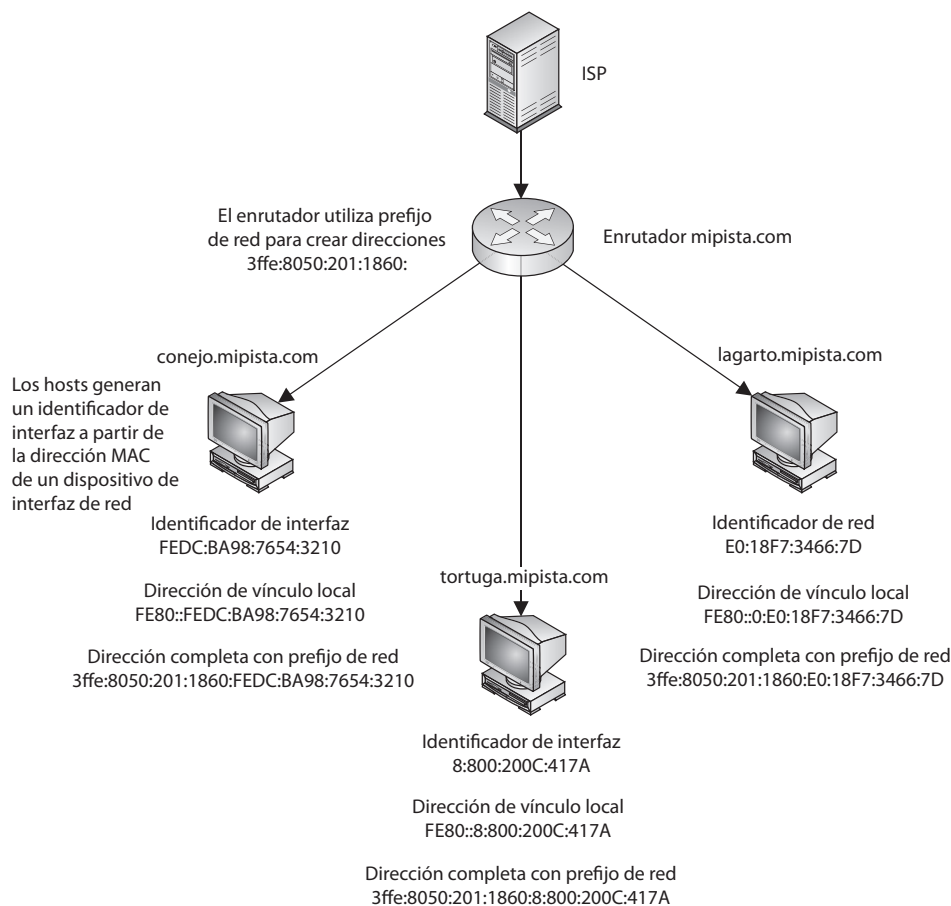 ISP
El enrutador utiliza prefijo
de red para crear direcciones
3ffe:8050:201:1860:
Enrutador mipista.com
conejo.mipista.com
lagarto.mipista.com
Los hosts generan
un identificador de
interfaz a partir de
la dirección MAC
de un dispositivo de
interfaz de red
Identificador de interfaz
FEDC:BA98:7654:3210
Dirección de vínculo local
FE80::FEDC:BA98:7654:3210
Dirección completa con prefijo de red
3ffe:8050:201:1860:FEDC:BA98:7654:3210
Identificador de red
E0:18F7:3466:7D
Dirección de vínculo local
FE80::0:E0:18F7:3466:7D
Dirección completa con prefijo de red
3ffe:8050:201:1860:E0:18F7:3466:7D
tortuga.mipista.com
Identificador de interfaz
8:800:200C:417A
Dirección de vínculo local
FE80::8:800:200C:417A
Dirección completa con prefijo de red
3ffe:8050:201:1860:8:800:200C:417A